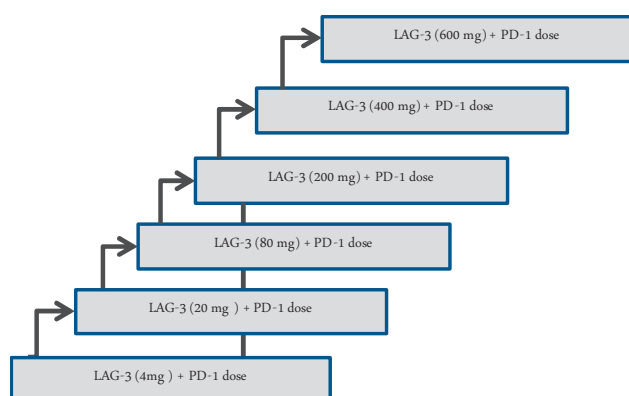 LAG-3 (600 mg) + PD-1 dose
LAG-3 (400 mg) + PD-1 dose
LAG-3 (200 mg) + PD-1 dose
LAG-3 (80 mg) + PD-1 dose
LAG-3 (20 mg ) + PD-1 dose
LAG-3 (4mg ) + PD-1 dose